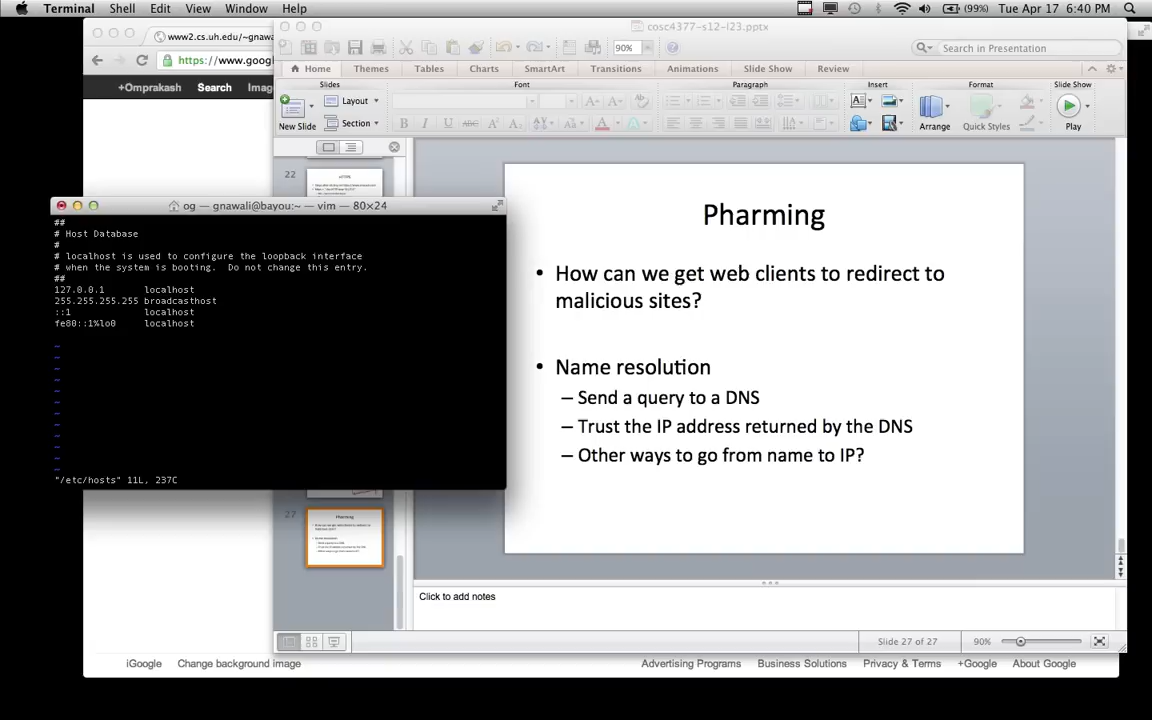 Terminal Shell Edit View Window Help
(99%) Tue Apr 17 6:40 PM
www2.cs.uh.edu/~gnawa
https://www.goog
+Omprakash Search Imag
cosc4377-s12-l23.pptx
90%
Search in Presentation
Home Themes Tables Charts SmartArt Transitions Animations Slide Show Review
Slides Font Paragraph Insert Format Slide Show
New Slide Layout Section
B I U ABC A² A₂ A A
Arrange Quick Styles Play
22
og — gnawali@bayou:~ — vim — 80×24
##
# Host Database
#
# localhost is used to configure the loopback interface
# when the system is booting.  Do not change this entry.
##
127.0.0.1 localhost
255.255.255.255 broadcasthost
::1 localhost
fe80::1%lo0 localhost
~
~
~
~
~
~
~
~
~
~
~
~
"/etc/hosts" 11L, 237C
Pharming
• How can we get web clients to redirect to
malicious sites?
• Name resolution
– Send a query to a DNS
– Trust the IP address returned by the DNS
– Other ways to go from name to IP?
27
Pharming
Click to add notes
Slide 27 of 27 90%
iGoogle Change background image Advertising Programs Business Solutions Privacy & Terms +Google About Google